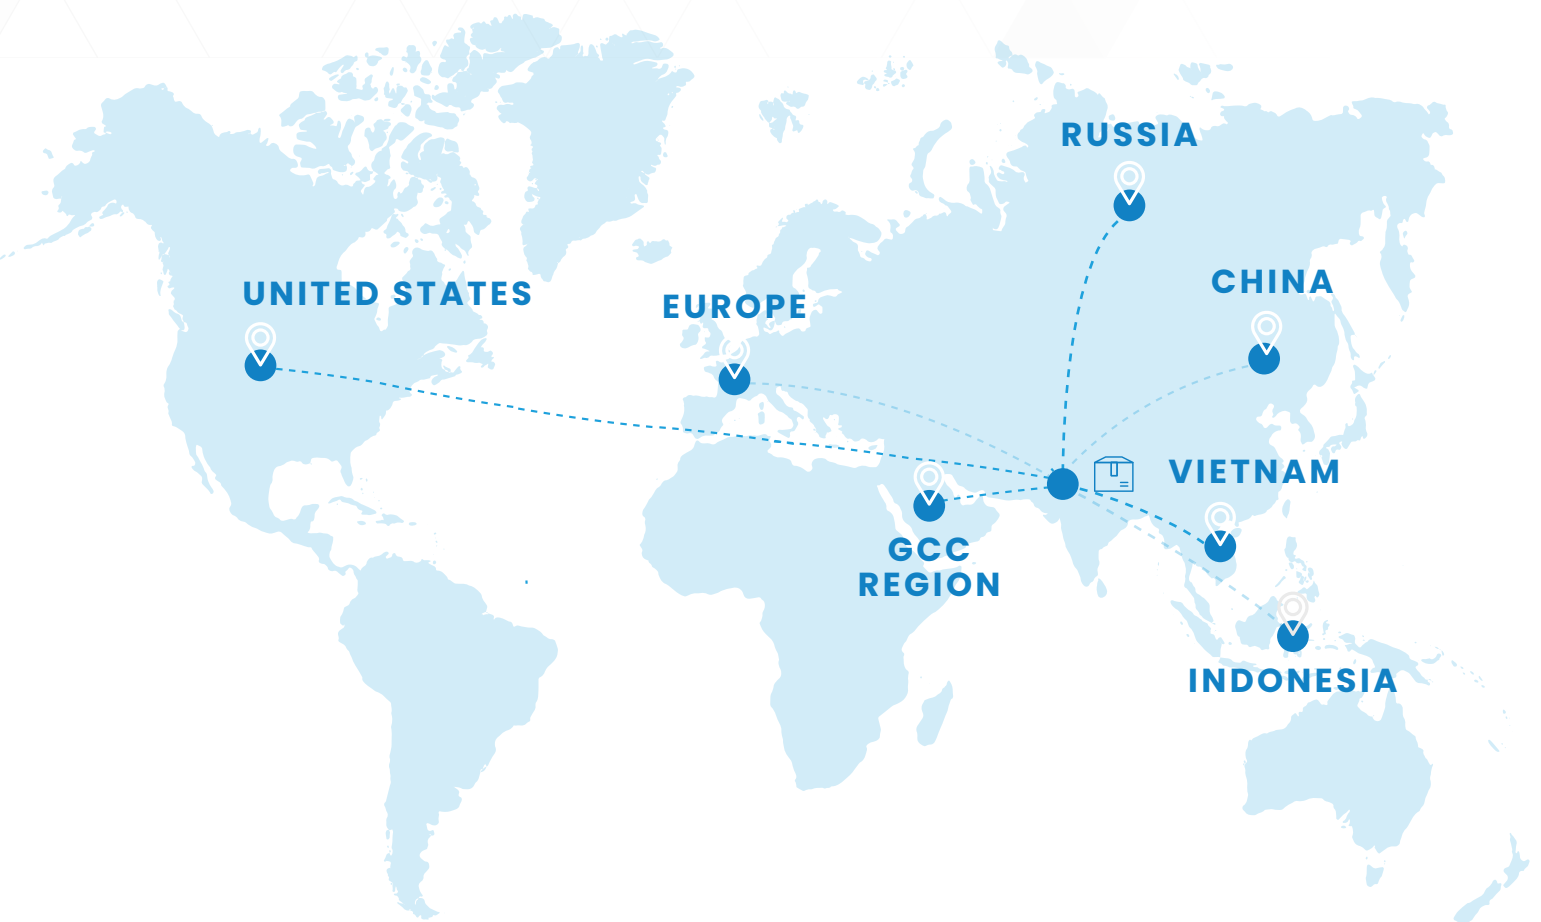 RUSSIA
CHINA
UNITED STATES
EUROPE
VIETNAM
GCC
REGION
INDONESIA